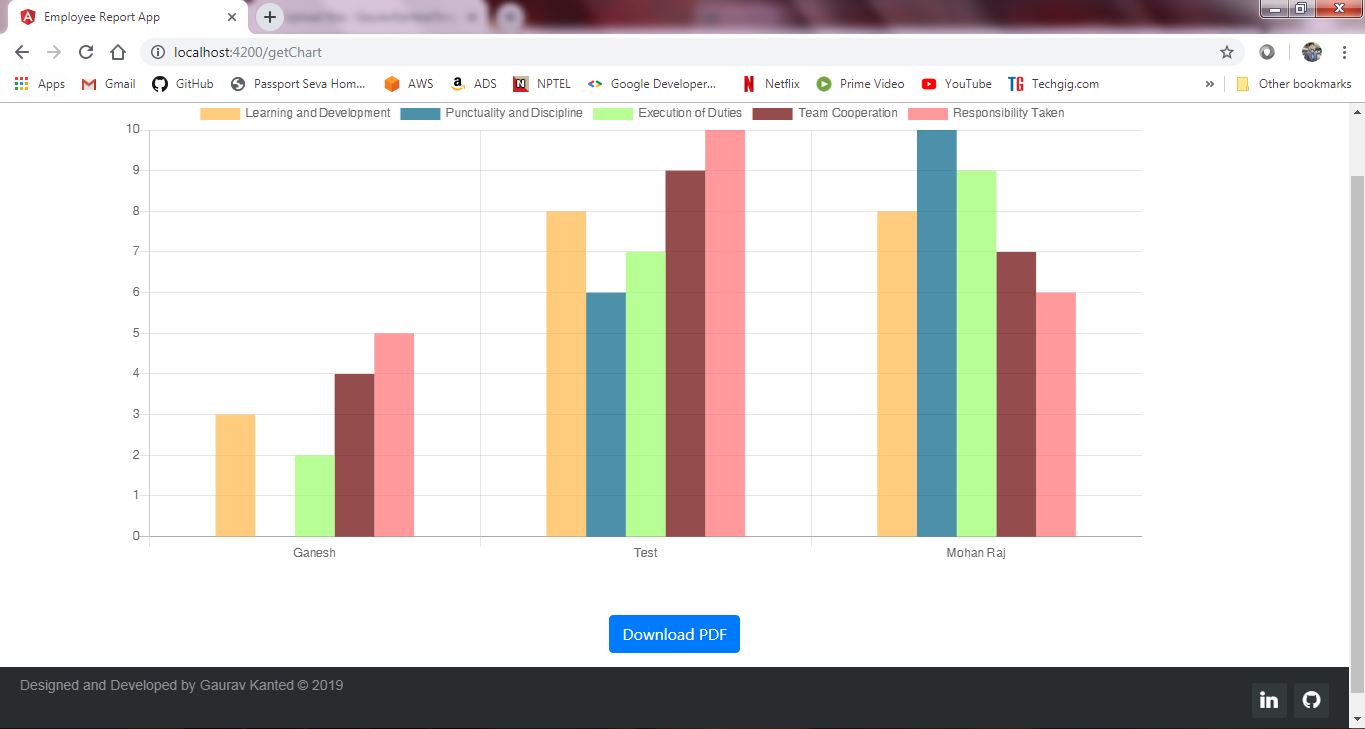 Employee Report App
localhost:4200/getChart
Apps Gmail GitHub Passport Seva Hom... AWS ADS NPTEL Google Developer... Netflix Prime Video YouTube TG Techgig.com » Other bookmarks
Learning and Development Punctuality and Discipline Execution of Duties Team Cooperation Responsibility Taken
10
9
8
7
6
5
4
3
2
1
0
Ganesh Test Mohan Raj
Download PDF
Designed and Developed by Gaurav Kanted © 2019